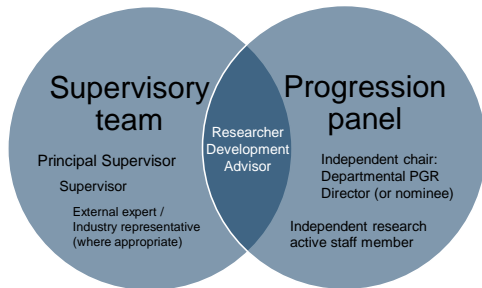 Supervisory
team
Principal Supervisor
Supervisor
External expert /
Industry representative
(where appropriate)
Researcher
Development
Advisor
Progression
panel
Independent chair:
Departmental PGR
Director (or nominee)
Independent research
active staff member